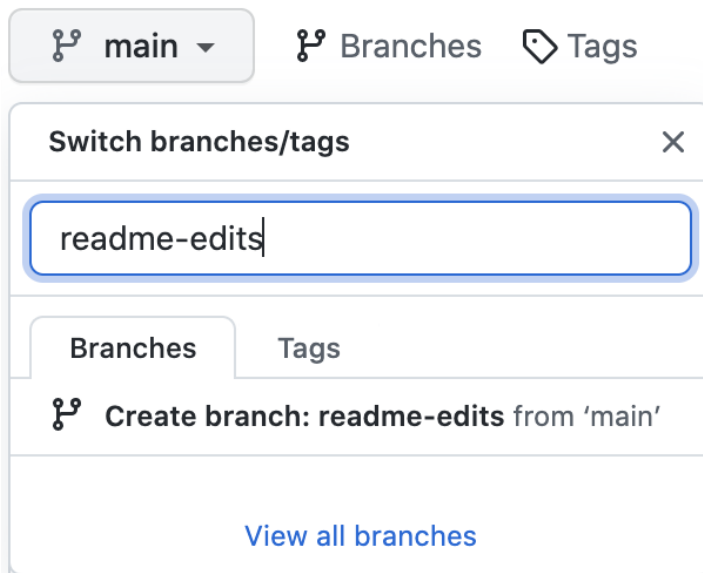 main Branches Tags
Switch branches/tags
readme-edits
Branches Tags
Create branch: readme-edits from ‘main’
View all branches